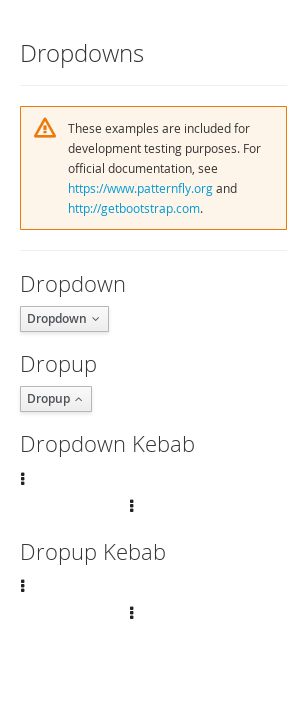 Dropdowns
These examples are included for
development testing purposes. For
official documentation, see
https://www.patternfly.org and
http://getbootstrap.com.
Dropdown
Dropdown
Dropup
Dropup
Dropdown Kebab
Dropup Kebab